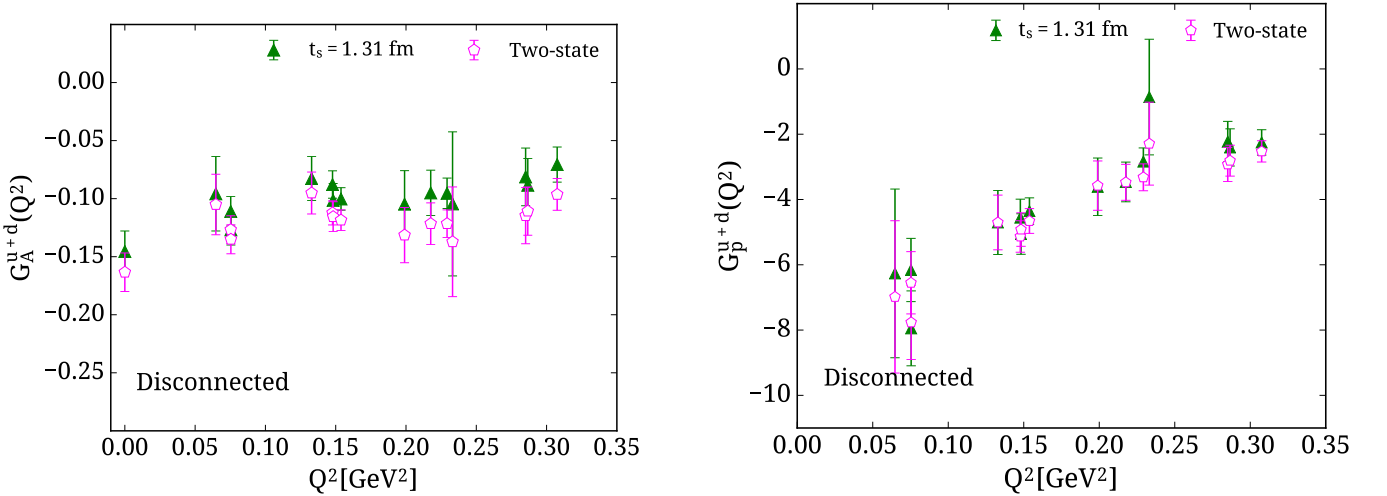 t_s = 1.31 fm Two-state
0.00
−0.05
−0.10
−0.15
−0.20
−0.25
G_A^{u+d}(Q²)
Disconnected
0.00 0.05 0.10 0.15 0.20 0.25 0.30 0.35
Q²[GeV²]
t_s = 1.31 fm Two-state
0
−2
−4
−6
−8
−10
G_p^{u+d}(Q²)
Disconnected
0.00 0.05 0.10 0.15 0.20 0.25 0.30 0.35
Q²[GeV²]